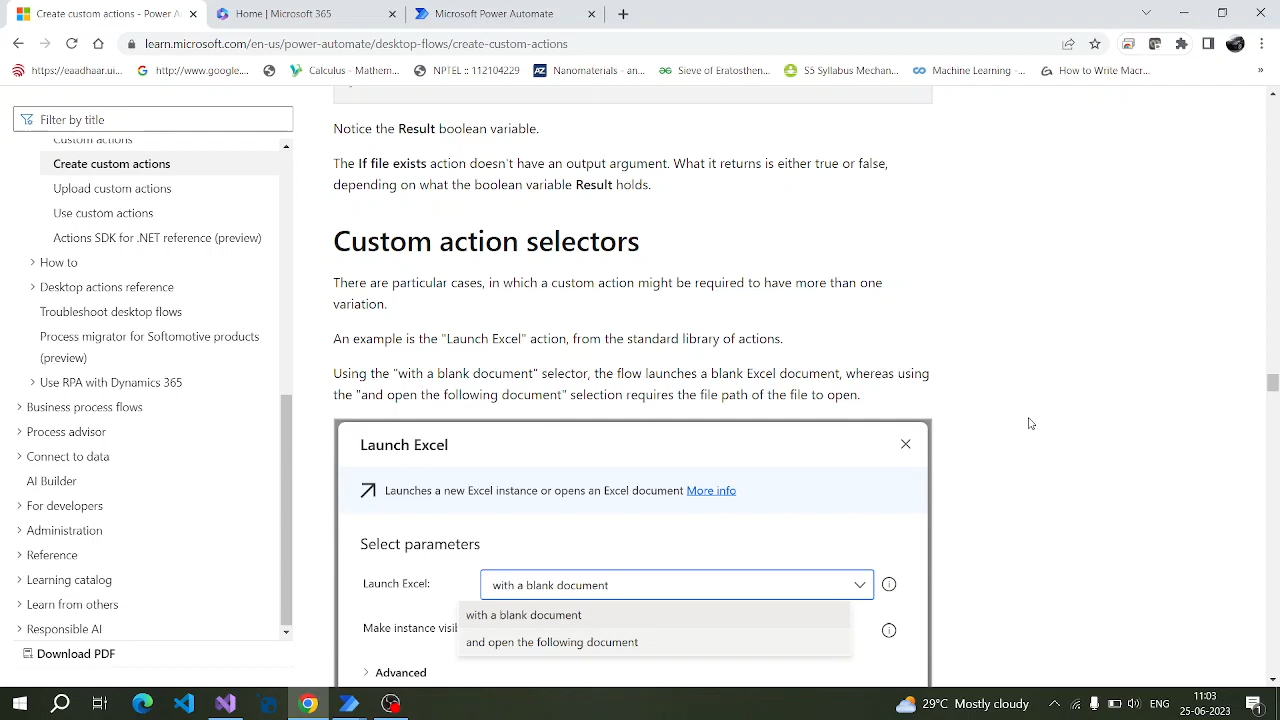 Create custom actions - Power A
Home | Microsoft 365
Microsoft Power Automate
learn.microsoft.com/en-us/power-automate/desktop-flows/create-custom-actions
https://eadhaar.ui...
http://www.google...
Calculus - Mathem...
NPTEL :: 112104229
Nanomaterials - an...
Sieve of Eratosthen...
S5 Syllabus Mechan...
Machine Learning -...
How to Write Macr...
»
Filter by title
Custom actions
Create custom actions
Upload custom actions
Use custom actions
Actions SDK for .NET reference (preview)
How to
Desktop actions reference
Troubleshoot desktop flows
Process migrator for Softomotive products
(preview)
Use RPA with Dynamics 365
Business process flows
Process advisor
Connect to data
AI Builder
For developers
Administration
Reference
Learning catalog
Learn from others
Responsible AI
Download PDF
Notice the Result boolean variable.
The If file exists action doesn't have an output argument. What it returns is either true or false,
depending on what the boolean variable Result holds.
Custom action selectors
There are particular cases, in which a custom action might be required to have more than one
variation.
An example is the "Launch Excel" action, from the standard library of actions.
Using the "with a blank document" selector, the flow launches a blank Excel document, whereas using
the "and open the following document" selection requires the file path of the file to open.
Launch Excel
Launches a new Excel instance or opens an Excel document More info
Select parameters
Launch Excel: with a blank document
with a blank document
Make instance visib
and open the following document
Advanced
29°C Mostly cloudy
ENG
11:03
25-06-2023